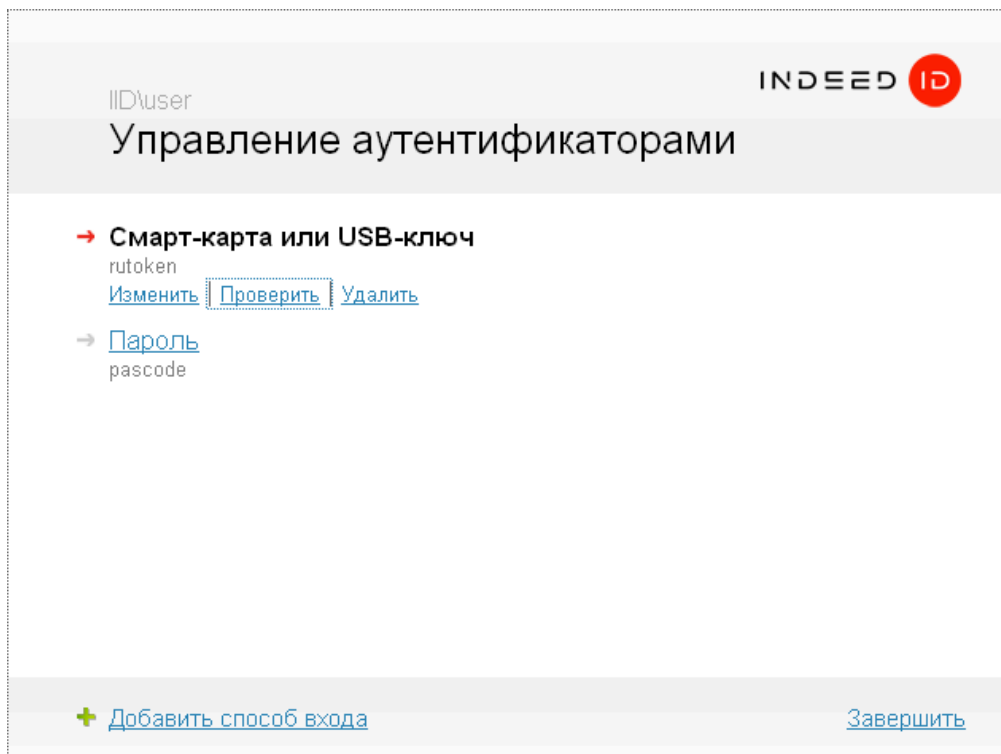 INDEED ID
IID\user
Управление аутентификаторами
Смарт-карта или USB-ключ
rutoken
Изменить Проверить Удалить
Пароль
pascode
Добавить способ входа Завершить